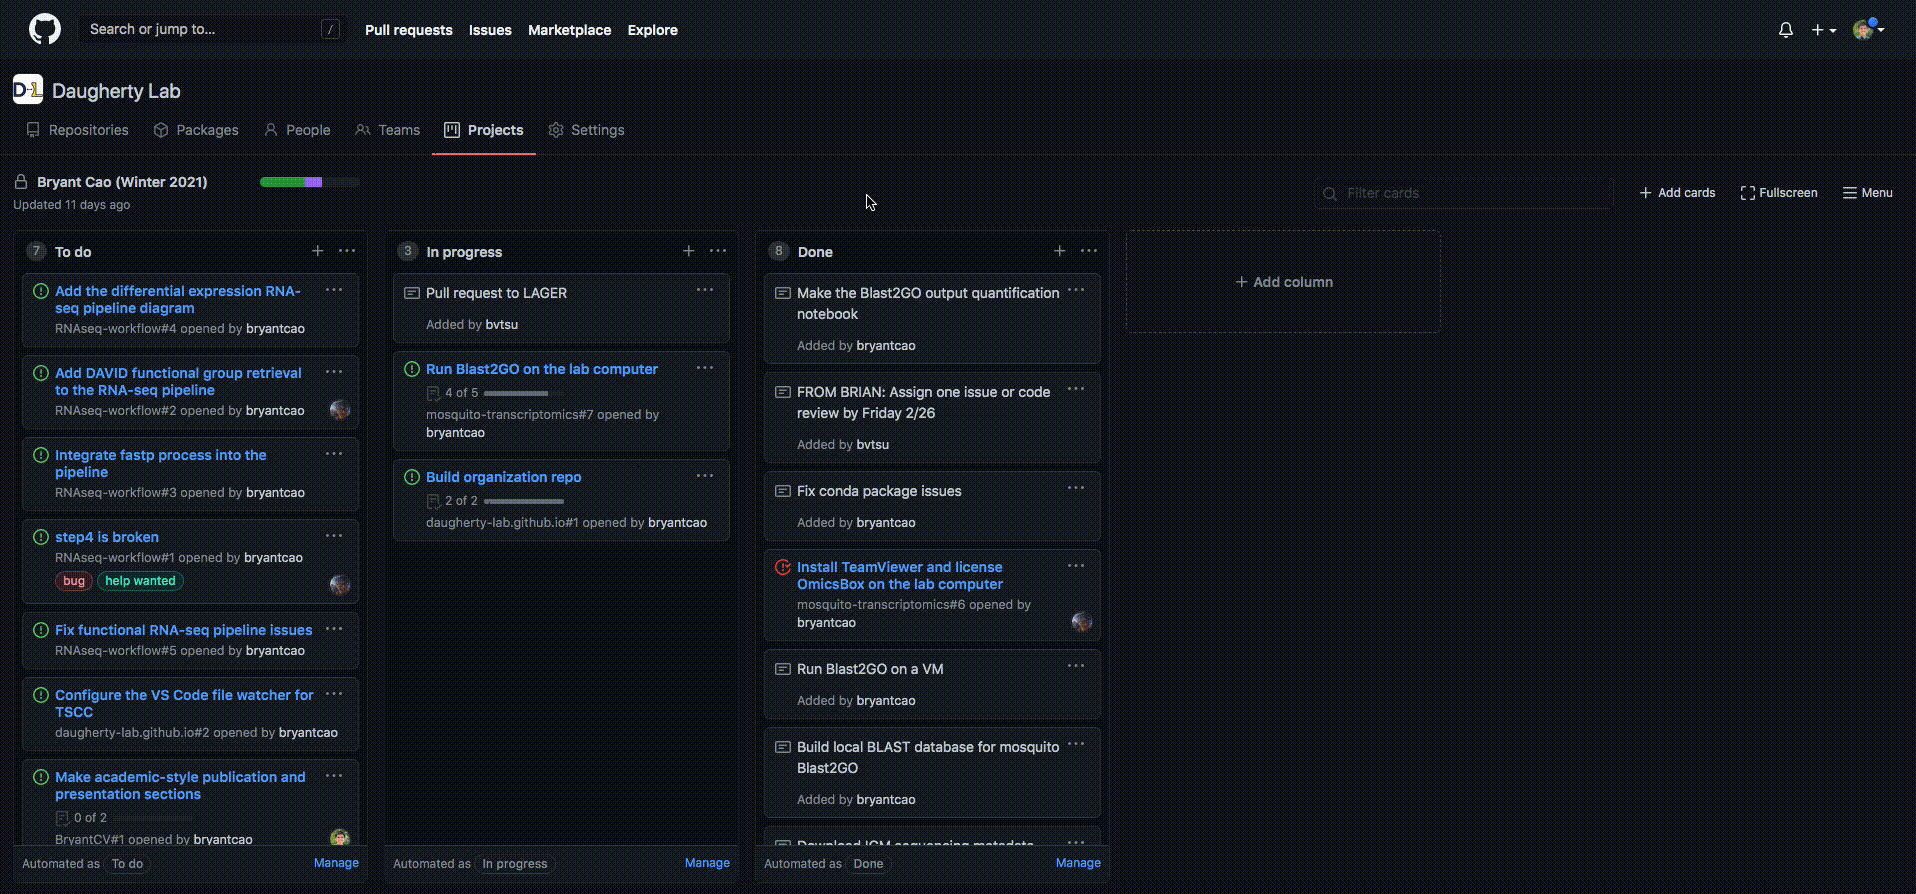 Search or jump to... /
Pull requests Issues Marketplace Explore
D-L Daugherty Lab
Repositories Packages People Teams Projects Settings
Bryant Cao (Winter 2021)
Updated 11 days ago
Filter cards
Add cards Fullscreen Menu
7 To do
Add the differential expression RNA-
seq pipeline diagram
RNAseq-workflow#4 opened by bryantcao
Add DAVID functional group retrieval
to the RNA-seq pipeline
RNAseq-workflow#2 opened by bryantcao
Integrate fastp process into the
pipeline
RNAseq-workflow#3 opened by bryantcao
step4 is broken
RNAseq-workflow#1 opened by bryantcao
bug help wanted
Fix functional RNA-seq pipeline issues
RNAseq-workflow#5 opened by bryantcao
Configure the VS Code file watcher for
TSCC
daugherty-lab.github.io#2 opened by bryantcao
Make academic-style publication and
presentation sections
0 of 2
BryantCV#1 opened by bryantcao
Automated as To do Manage
3 In progress
Pull request to LAGER
Added by bvtsu
Run Blast2GO on the lab computer
4 of 5
mosquito-transcriptomics#7 opened by
bryantcao
Build organization repo
2 of 2
daugherty-lab.github.io#1 opened by bryantcao
Automated as In progress Manage
8 Done
Make the Blast2GO output quantification
notebook
Added by bryantcao
FROM BRIAN: Assign one issue or code
review by Friday 2/26
Added by bvtsu
Fix conda package issues
Added by bryantcao
Install TeamViewer and license
OmicsBox on the lab computer
mosquito-transcriptomics#6 opened by
bryantcao
Run Blast2GO on a VM
Added by bryantcao
Build local BLAST database for mosquito
Blast2GO
Added by bryantcao
Download IGM sequencing metadata
Automated as Done Manage
+ Add column